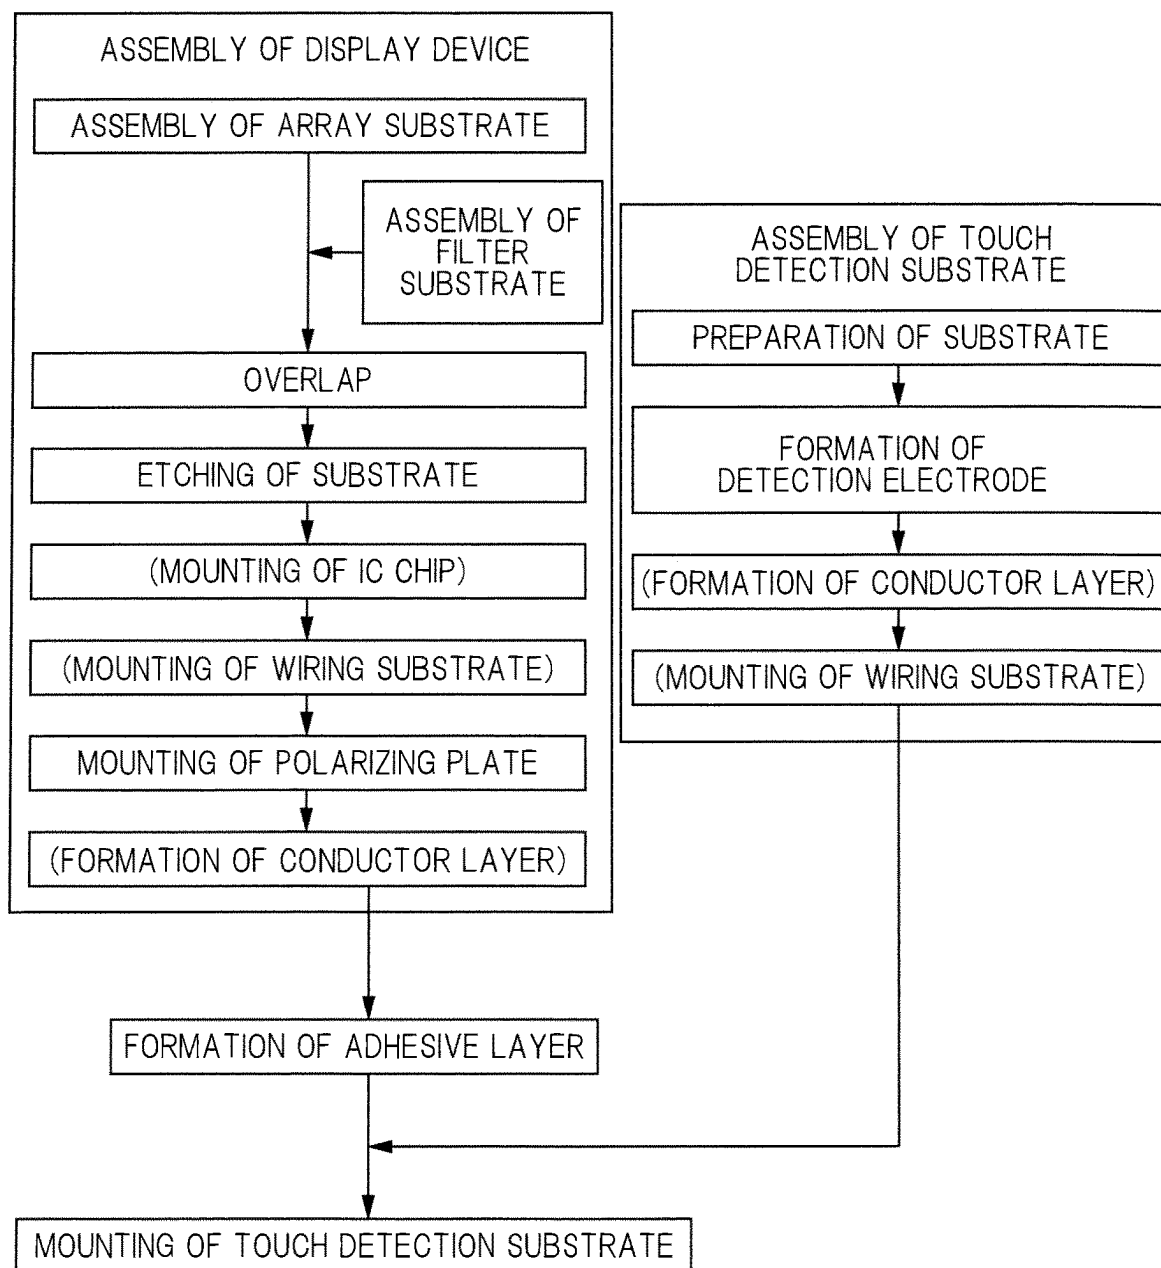 ASSEMBLY OF DISPLAY DEVICE
ASSEMBLY OF ARRAY SUBSTRATE
ASSEMBLY OF
FILTER
SUBSTRATE
OVERLAP
ETCHING OF SUBSTRATE
(MOUNTING OF IC CHIP)
(MOUNTING OF WIRING SUBSTRATE)
MOUNTING OF POLARIZING PLATE
(FORMATION OF CONDUCTOR LAYER)
ASSEMBLY OF TOUCH
DETECTION SUBSTRATE
PREPARATION OF SUBSTRATE
FORMATION OF
DETECTION ELECTRODE
(FORMATION OF CONDUCTOR LAYER)
(MOUNTING OF WIRING SUBSTRATE)
FORMATION OF ADHESIVE LAYER
MOUNTING OF TOUCH DETECTION SUBSTRATE